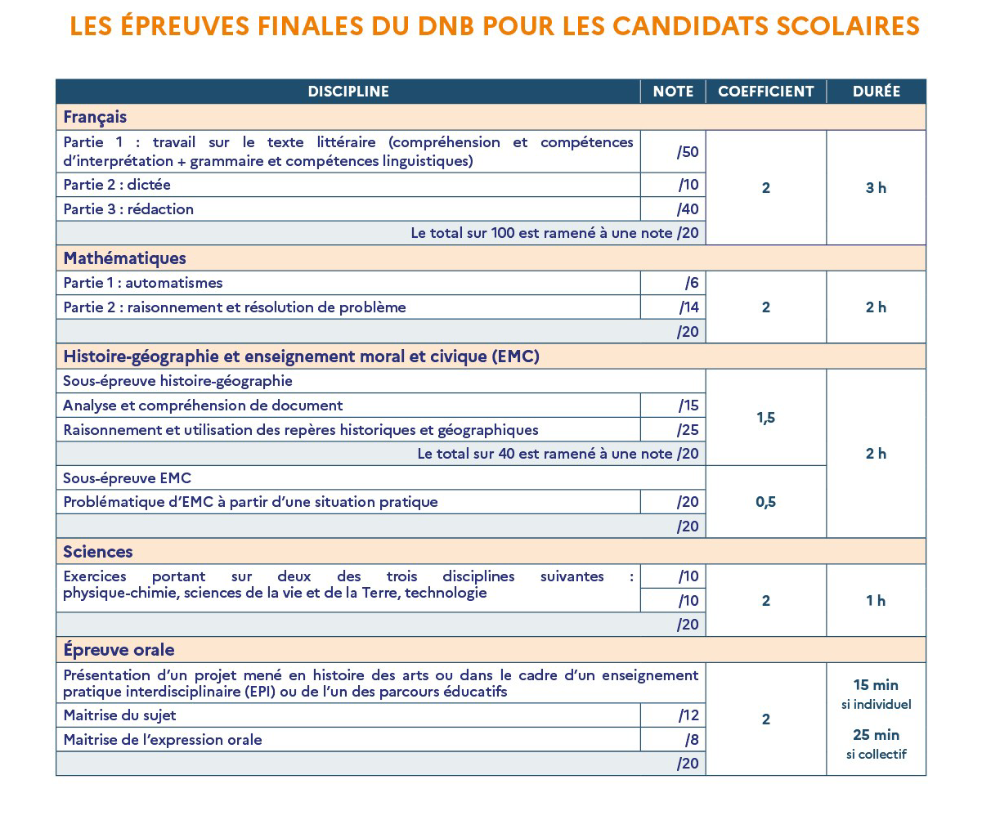 LES ÉPREUVES FINALES DU DNB POUR LES CANDIDATS SCOLAIRES
DISCIPLINE NOTE COEFFICIENT DURÉE
Français
Partie 1 : travail sur le texte littéraire (compréhension et compétences
d’interprétation + grammaire et compétences linguistiques)
/50
Partie 2 : dictée /10
2 3 h
Partie 3 : rédaction /40
Le total sur 100 est ramené à une note /20
Mathématiques
Partie 1 : automatismes /6
Partie 2 : raisonnement et résolution de problème /14 2 2 h
/20
Histoire-géographie et enseignement moral et civique (EMC)
Sous-épreuve histoire-géographie
Analyse et compréhension de document /15
1,5
Raisonnement et utilisation des repères historiques et géographiques /25
Le total sur 40 est ramené à une note /20 2 h
Sous-épreuve EMC
Problématique d’EMC à partir d’une situation pratique /20 0,5
/20
Sciences
Exercices portant sur deux des trois disciplines suivantes : /10
physique-chimie, sciences de la vie et de la Terre, technologie
/10 2 1 h
/20
Épreuve orale
Présentation d’un projet mené en histoire des arts ou dans le cadre d’un enseignement
pratique interdisciplinaire (EPI) ou de l’un des parcours éducatifs
15 min
si individuel
Maitrise du sujet /12 2
Maitrise de l’expression orale /8 25 min
si collectif
/20